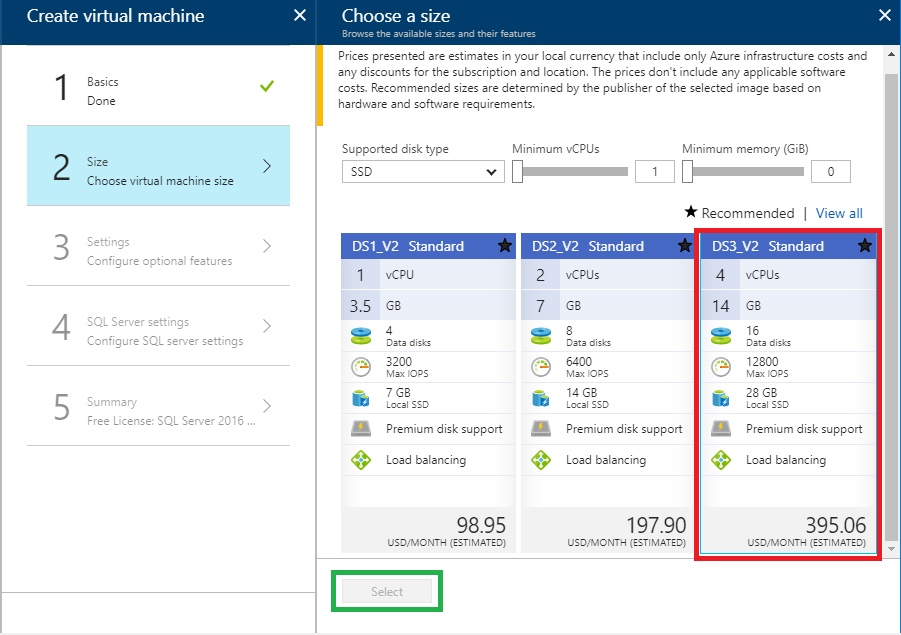 Create virtual machine
1
Basics
Done
2
Size
Choose virtual machine size
3
Settings
Configure optional features
4
SQL Server settings
Configure SQL server settings
5
Summary
Free License: SQL Server 2016 ...
Choose a size
Browse the available sizes and their features
Prices presented are estimates in your local currency that include only Azure infrastructure costs and
any discounts for the subscription and location. The prices don't include any applicable software
costs. Recommended sizes are determined by the publisher of the selected image based on
hardware and software requirements.
Supported disk type
SSD
Minimum vCPUs
1
Minimum memory (GiB)
0
★ Recommended | View all
DS1_V2 Standard
1 vCPU
3.5 GB
4
Data disks
3200
Max IOPS
7 GB
Local SSD
Premium disk support
Load balancing
98.95
USD/MONTH (ESTIMATED)
DS2_V2 Standard
2 vCPUs
7 GB
8
Data disks
6400
Max IOPS
14 GB
Local SSD
Premium disk support
Load balancing
197.90
USD/MONTH (ESTIMATED)
DS3_V2 Standard
4 vCPUs
14 GB
16
Data disks
12800
Max IOPS
28 GB
Local SSD
Premium disk support
Load balancing
395.06
USD/MONTH (ESTIMATED)
Select